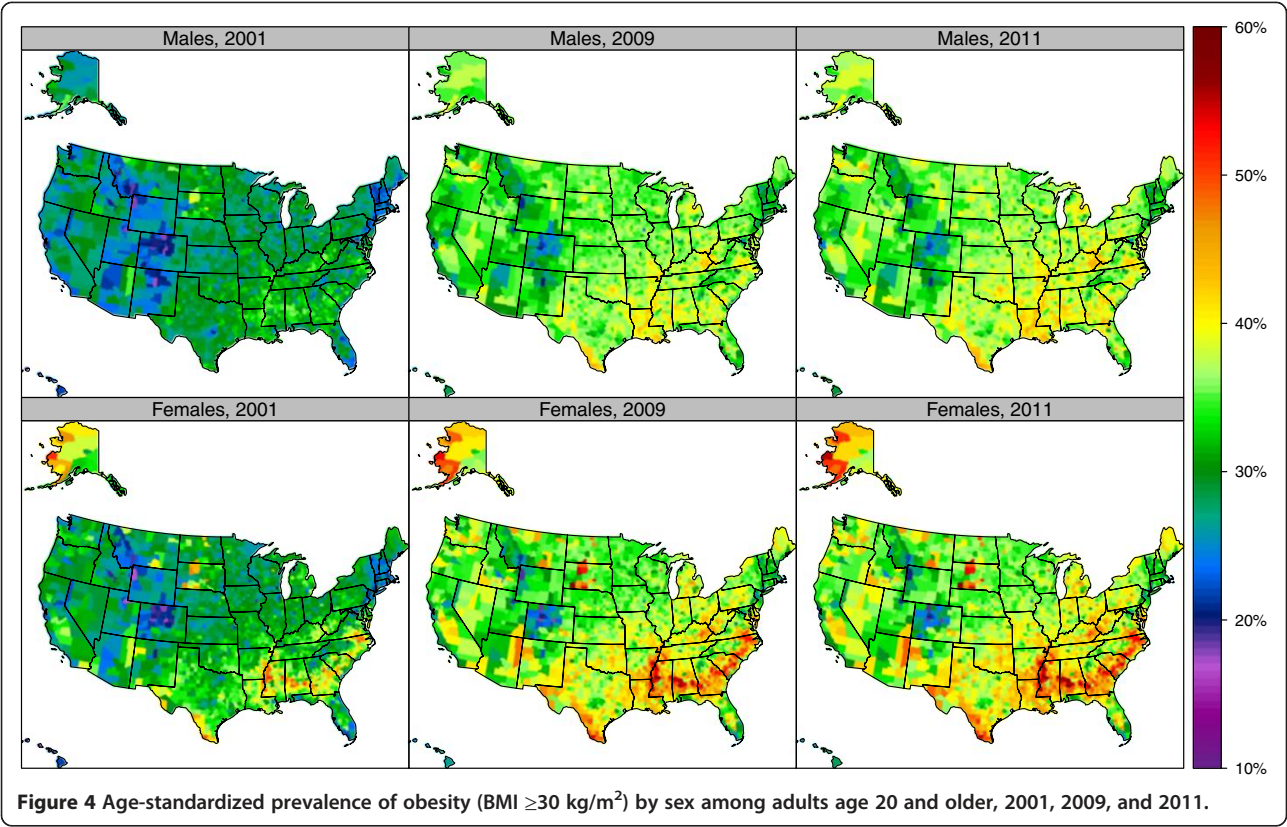 Males, 2001
Males, 2009
Males, 2011
60%
50%
40%
30%
20%
10%
Females, 2001
Females, 2009
Females, 2011
Figure 4 Age-standardized prevalence of obesity (BMI ≥30 kg/m²) by sex among adults age 20 and older, 2001, 2009, and 2011.